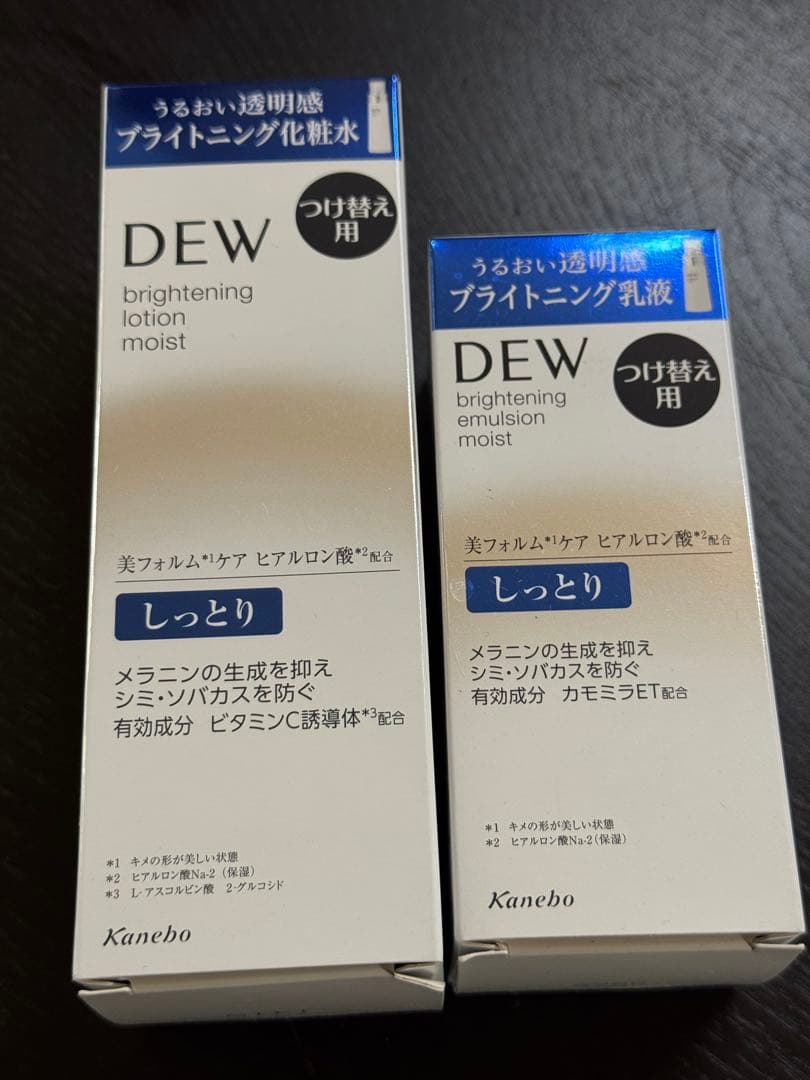 うるおい透明感
ブライトニング化粧水
つけ替え
用
DEW
brightening
lotion
moist
美フォルム*1ケア ヒアルロン酸*2配合
しっとり
メラニンの生成を抑え
シミ・ソバカスを防ぐ
有効成分 ビタミンC誘導体*3配合
*1 キメの形が美しい状態
*2 ヒアルロン酸Na-2(保湿)
*3 L-アスコルビン酸 2-グルコシド
Kanebo
うるおい透明感
ブライトニング乳液
つけ替え
用
DEW
brightening
emulsion
moist
美フォルム*1ケア ヒアルロン酸*2配合
しっとり
メラニンの生成を抑え
シミ・ソバカスを防ぐ
有効成分 カモミラET配合
*1 キメの形が美しい状態
*2 ヒアルロン酸Na-2(保湿)
Kanebo